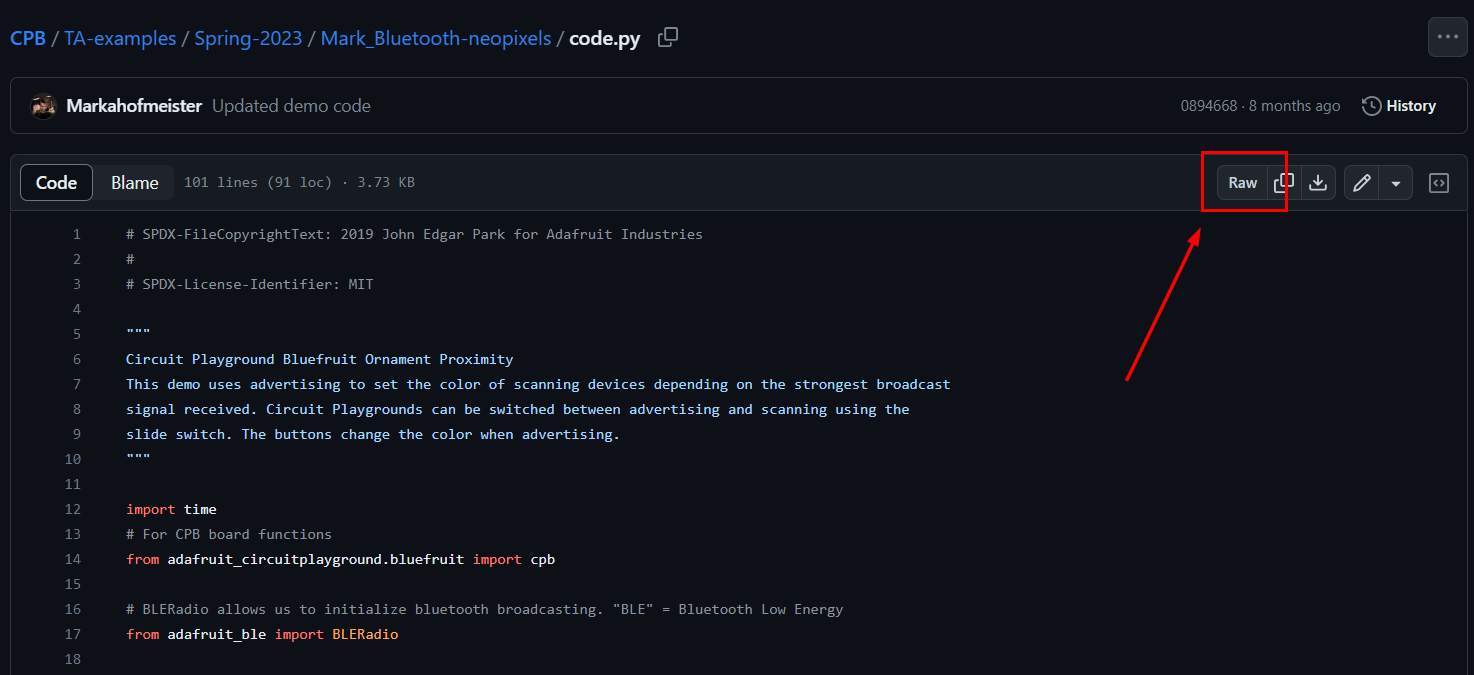 CPB / TA-examples / Spring-2023 / Mark_Bluetooth-neopixels / code.py
Markahofmeister Updated demo code 0894668 · 8 months ago History
Code Blame 101 lines (91 loc) · 3.73 KB Raw
1 # SPDX-FileCopyrightText: 2019 John Edgar Park for Adafruit Industries
2 #
3 # SPDX-License-Identifier: MIT
4
5 """
6 Circuit Playground Bluefruit Ornament Proximity
7 This demo uses advertising to set the color of scanning devices depending on the strongest broadcast
8 signal received. Circuit Playgrounds can be switched between advertising and scanning using the
9 slide switch. The buttons change the color when advertising.
10 """
11
12 import time
13 # For CPB board functions
14 from adafruit_circuitplayground.bluefruit import cpb
15
16 # BLERadio allows us to initialize bluetooth broadcasting. "BLE" = Bluetooth Low Energy
17 from adafruit_ble import BLERadio
18